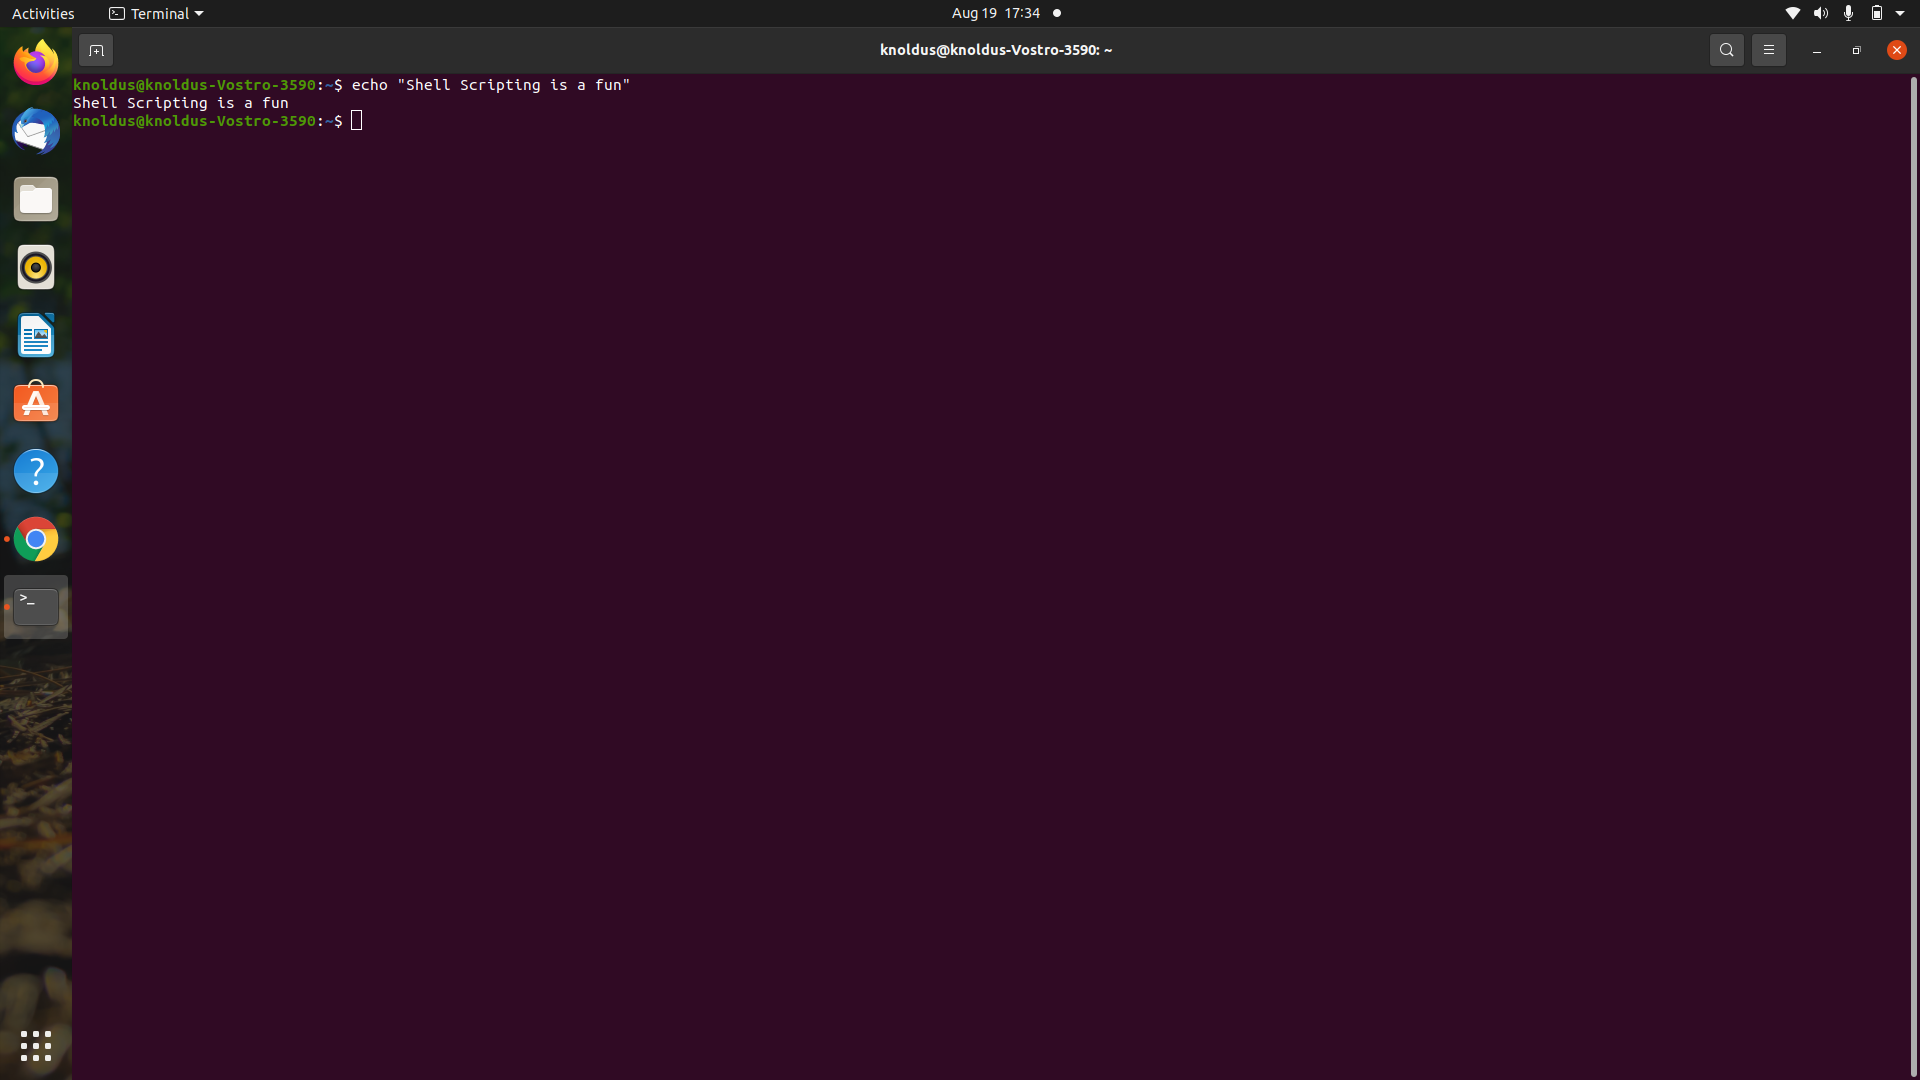 Activities Terminal Aug 19 17:34
knoldus@knoldus-Vostro-3590: ~
knoldus@knoldus-Vostro-3590:~$ echo "Shell Scripting is a fun"
Shell Scripting is a fun
knoldus@knoldus-Vostro-3590:~$